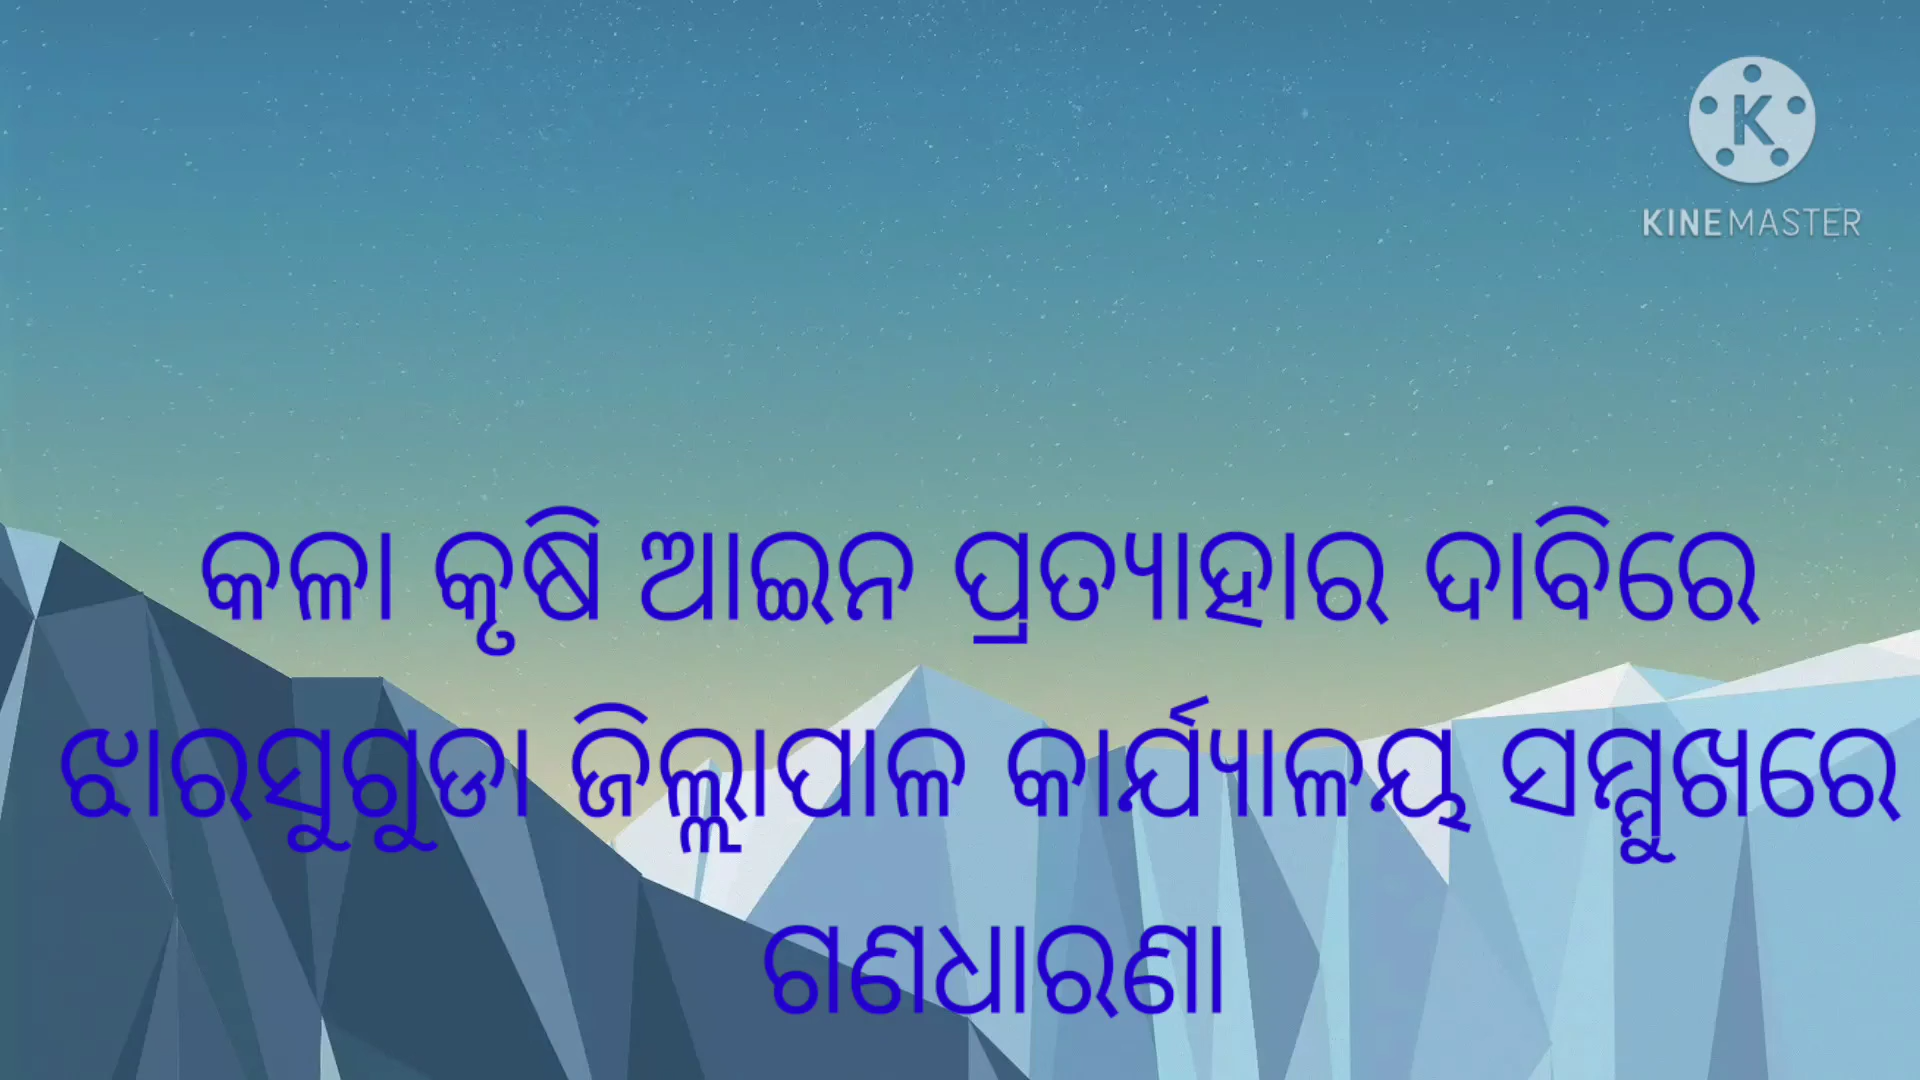 K
KINEMASTER
କଳା କୃଷି ଆଇନ ପ୍ରତ୍ୟାହାର ଦାବିରେ
ଝାରସୁଗୁଡା ଜିଲ୍ଲାପାଳ କାର୍ଯ୍ୟାଳୟ ସମ୍ମୁଖରେ
ଗଣଧାରଣା